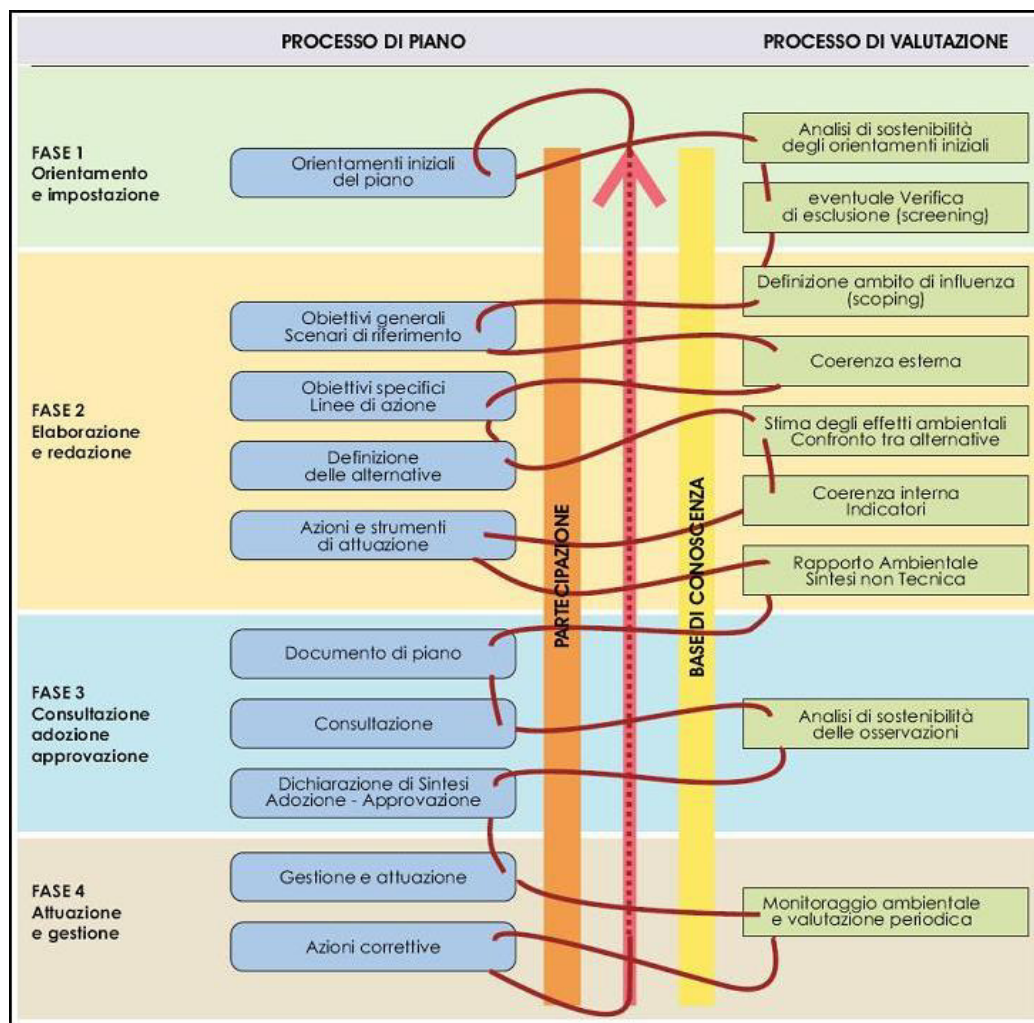 PROCESSO DI PIANO
PROCESSO DI VALUTAZIONE
FASE 1
Orientamento
e impostazione
Orientamenti iniziali
del piano
Analisi di sostenibilità
degli orientamenti iniziali
eventuale Verifica
di esclusione (screening)
FASE 2
Elaborazione
e redazione
Obiettivi generali
Scenari di riferimento
Obiettivi specifici
Linee di azione
Definizione
delle alternative
Azioni e strumenti
di attuazione
Definizione ambito di influenza
(scoping)
Coerenza esterna
Stima degli effetti ambientali
Confronto tra alternative
Coerenza interna
Indicatori
Rapporto Ambientale
Sintesi non Tecnica
PARTECIPAZIONE
BASE DI CONOSCENZA
FASE 3
Consultazione
adozione
approvazione
Documento di piano
Consultazione
Dichiarazione di Sintesi
Adozione - Approvazione
Analisi di sostenibilità
delle osservazioni
FASE 4
Attuazione
e gestione
Gestione e attuazione
Azioni correttive
Monitoraggio ambientale
e valutazione periodica